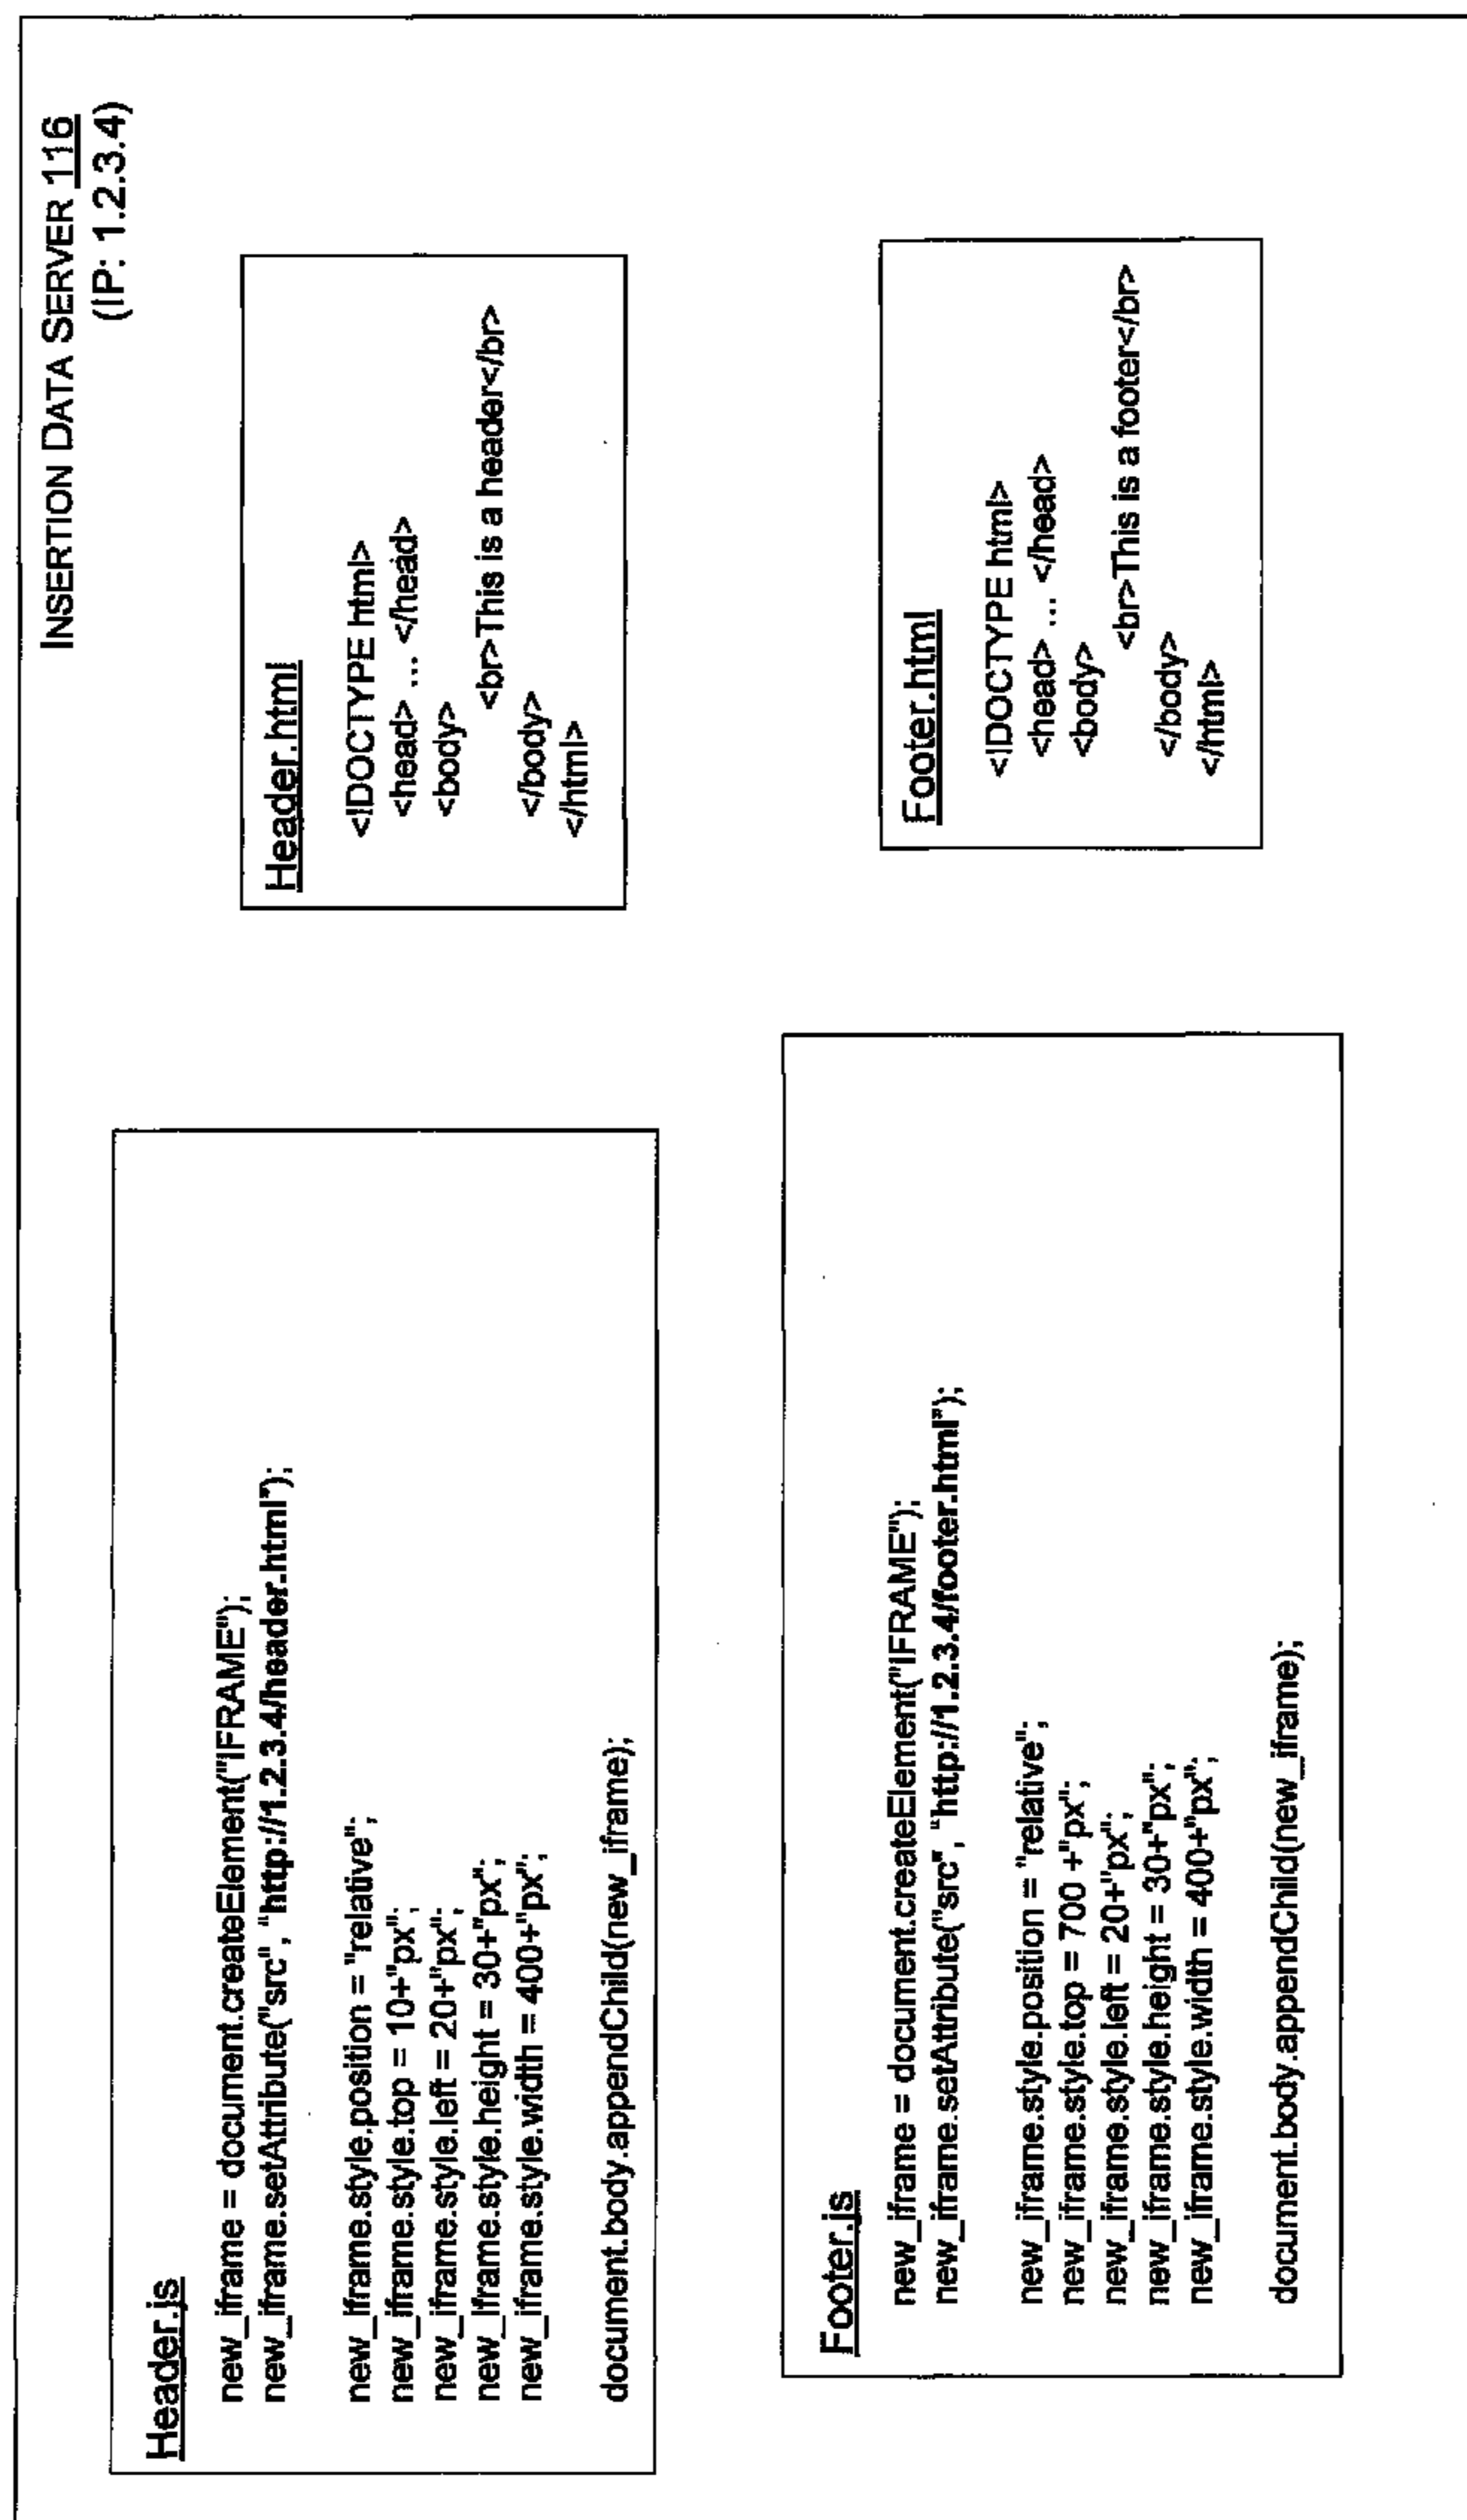 INSERTION DATA SERVER 116
(IP: 1.2.3.4)
Header.js
new_iframe = document.createElement("IFRAME");
new_iframe.setAttribute("src", "http://1.2.3.4/header.html");
new_iframe.style.position = "relative";
new_iframe.style.top = 10+"px";
new_iframe.style.left = 20+"px";
new_iframe.style.height = 30+"px";
new_iframe.style.width = 400+"px";
document.body.appendChild(new_iframe);
Header.html
<!DOCTYPE html>
<head> ... </head>
<body>
<br>This is a header</br>
</body>
</html>
Footer.js
new_iframe = document.createElement("IFRAME");
new_iframe.setAttribute("src", "http://1.2.3.4/footer.html");
new_iframe.style.position = "relative";
new_iframe.style.top = 700 +"px";
new_iframe.style.left = 20+"px";
new_iframe.style.height = 30+"px";
new_iframe.style.width = 400+"px";
document.body.appendChild(new_iframe);
Footer.html
<!DOCTYPE html>
<head> ... </head>
<body>
<br>This is a footer</br>
</body>
</html>